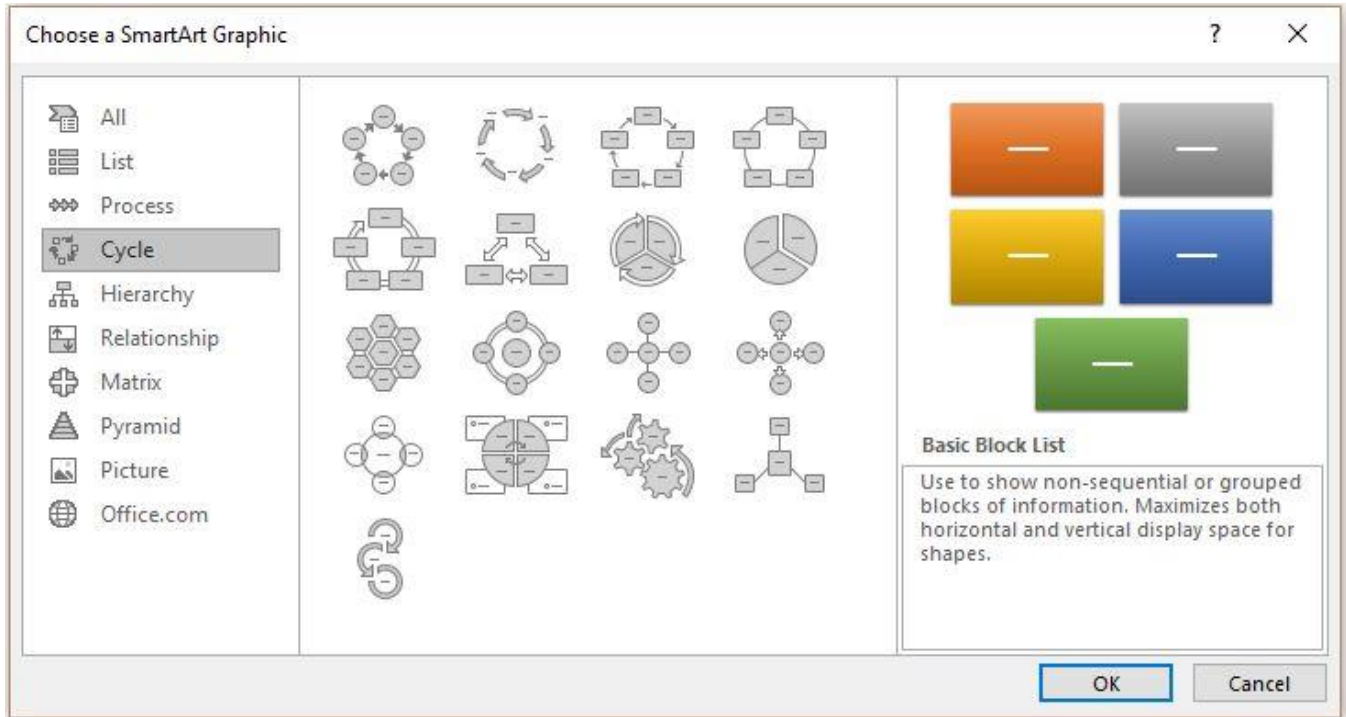 Choose a SmartArt Graphic
?
All
List
Process
Cycle
Hierarchy
Relationship
Matrix
Pyramid
Picture
Office.com
Basic Block List
Use to show non-sequential or grouped
blocks of information. Maximizes both
horizontal and vertical display space for
shapes.
OK
Cancel